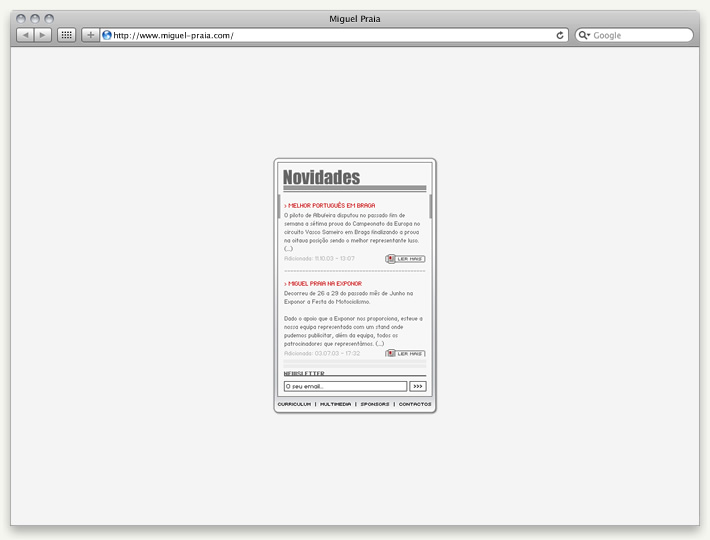 Miguel Praia
http://www.miguel-praia.com/
Google
Novidades
> MELHOR PORTUGUÊS EM BRAGA
O piloto de Albufeira disputou no passado fim de
semana a sétima prova do Campeonato da Europa no
circuito Vasco Sameiro em Braga finalizando a prova
na oitava posição sendo o melhor representante luso.
(...)
Adicionada: 11.10.03 - 13:07
LER MAIS
> MIGUEL PRAIA NA EXPONOR
Decorreu de 26 a 29 do passado mês de Junho na
Exponor a Festa do Motociclismo.
Dado o apoio que a Exponor nos proporciona, esteve a
nossa equipa representada com um stand onde
pudemos publicitar, além da equipa, todos os
patrocinadores que representámos. (...)
Adicionada: 03.07.03 - 17:32
LER MAIS
NEWSLETTER
O seu email...
>>>
CURRICULUM | MULTIMEDIA | SPONSORS | CONTACTOS